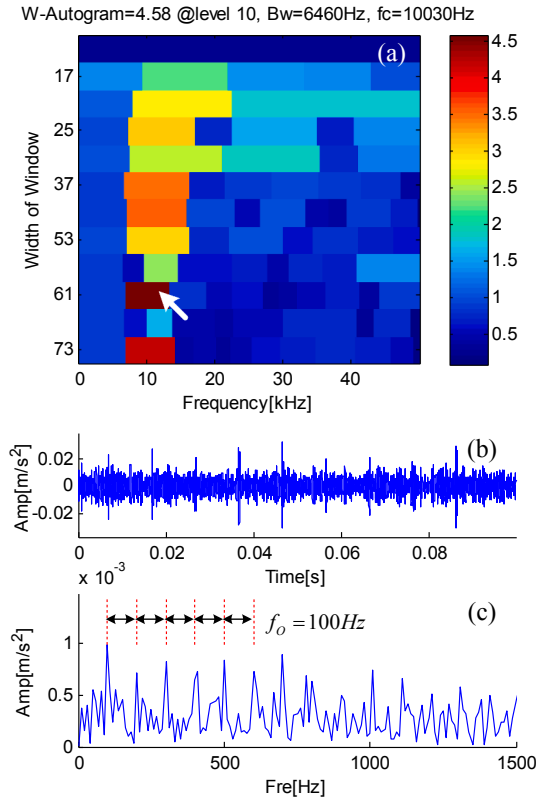 W-Autogram=4.58 @level 10, Bw=6460Hz, fc=10030Hz
(a)
Width of Window
17
25
37
53
61
73
0 10 20 30 40
Frequency[kHz]
4.5
4
3.5
3
2.5
2
1.5
1
0.5
(b)
Amp[m/s²]
0.02
0
-0.02
0 0.02 0.04 0.06 0.08
Time[s]
x 10⁻³
(c)
f_O = 100Hz
Amp[m/s²]
1
0.5
0
0 500 1000 1500
Fre[Hz]